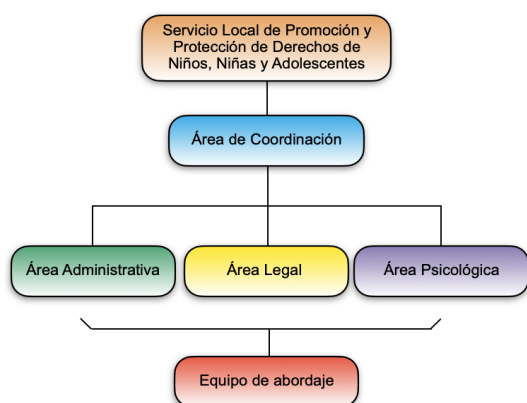 Servicio Local de Promoción y
Protección de Derechos de
Niños, Niñas y Adolescentes
Área de Coordinación
Área Administrativa
Área Legal
Área Psicológica
Equipo de abordaje